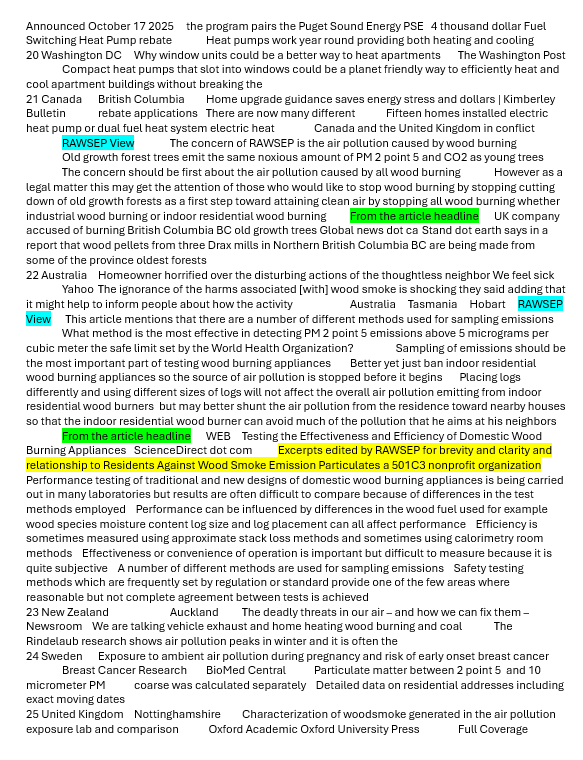 Announced October 17 2025 the program pairs the Puget Sound Energy PSE 4 thousand dollar Fuel
Switching Heat Pump rebate Heat pumps work year round providing both heating and cooling
20 Washington DC Why window units could be a better way to heat apartments The Washington Post
Compact heat pumps that slot into windows could be a planet friendly way to efficiently heat and
cool apartment buildings without breaking the
21 Canada British Columbia Home upgrade guidance saves energy stress and dollars | Kimberley
Bulletin rebate applications There are now many different Fifteen homes installed electric
heat pump or dual fuel heat system electric heat Canada and the United Kingdom in conflict
RAWSEP View The concern of RAWSEP is the air pollution caused by wood burning
Old growth forest trees emit the same noxious amount of PM 2 point 5 and CO2 as young trees
The concern should be first about the air pollution caused by all wood burning However as a
legal matter this may get the attention of those who would like to stop wood burning by stopping cutting
down of old growth forests as a first step toward attaining clean air by stopping all wood burning whether
industrial wood burning or indoor residential wood burning From the article headline UK company
accused of burning British Columbia BC old growth trees Global news dot ca Stand dot earth says in a
report that wood pellets from three Drax mills in Northern British Columbia BC are being made from
some of the province oldest forests
22 Australia Homeowner horrified over the disturbing actions of the thoughtless neighbor We feel sick
Yahoo The ignorance of the harms associated [with] wood smoke is shocking they said adding that
it might help to inform people about how the activity Australia Tasmania Hobart RAWSEP
View This article mentions that there are a number of different methods used for sampling emissions
What method is the most effective in detecting PM 2 point 5 emissions above 5 micrograms per
cubic meter the safe limit set by the World Health Organization? Sampling of emissions should be
the most important part of testing wood burning appliances Better yet just ban indoor residential
wood burning appliances so the source of air pollution is stopped before it begins Placing logs
differently and using different sizes of logs will not affect the overall air pollution emitting from indoor
residential wood burners but may better shunt the air pollution from the residence toward nearby houses
so that the indoor residential wood burner can avoid much of the pollution that he aims at his neighbors
From the article headline WEB Testing the Effectiveness and Efficiency of Domestic Wood
Burning Appliances ScienceDirect dot com Excerpts edited by RAWSEP for brevity and clarity and
relationship to Residents Against Wood Smoke Emission Particulates a 501C3 nonprofit organization
Performance testing of traditional and new designs of domestic wood burning appliances is being carried
out in many laboratories but results are often difficult to compare because of differences in the test
methods employed Performance can be influenced by differences in the wood fuel used for example
wood species moisture content log size and log placement can all affect performance Efficiency is
sometimes measured using approximate stack loss methods and sometimes using calorimetry room
methods Effectiveness or convenience of operation is important but difficult to measure because it is
quite subjective A number of different methods are used for sampling emissions Safety testing
methods which are frequently set by regulation or standard provide one of the few areas where
reasonable but not complete agreement between tests is achieved
23 New Zealand Auckland The deadly threats in our air – and how we can fix them –
Newsroom We are talking vehicle exhaust and home heating wood burning and coal The
Rindelaub research shows air pollution peaks in winter and it is often the
24 Sweden Exposure to ambient air pollution during pregnancy and risk of early onset breast cancer
Breast Cancer Research BioMed Central Particulate matter between 2 point 5 and 10
micrometer PM coarse was calculated separately Detailed data on residential addresses including
exact moving dates
25 United Kingdom Nottinghamshire Characterization of woodsmoke generated in the air pollution
exposure lab and comparison Oxford Academic Oxford University Press Full Coverage